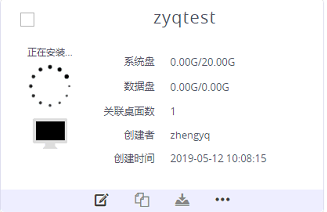 zyqtest
正在安装...
系统盘 0.00G/20.00G
数据盘 0.00G/0.00G
关联桌面数 1
创建者 zhengyq
创建时间 2019-05-12 10:08:15